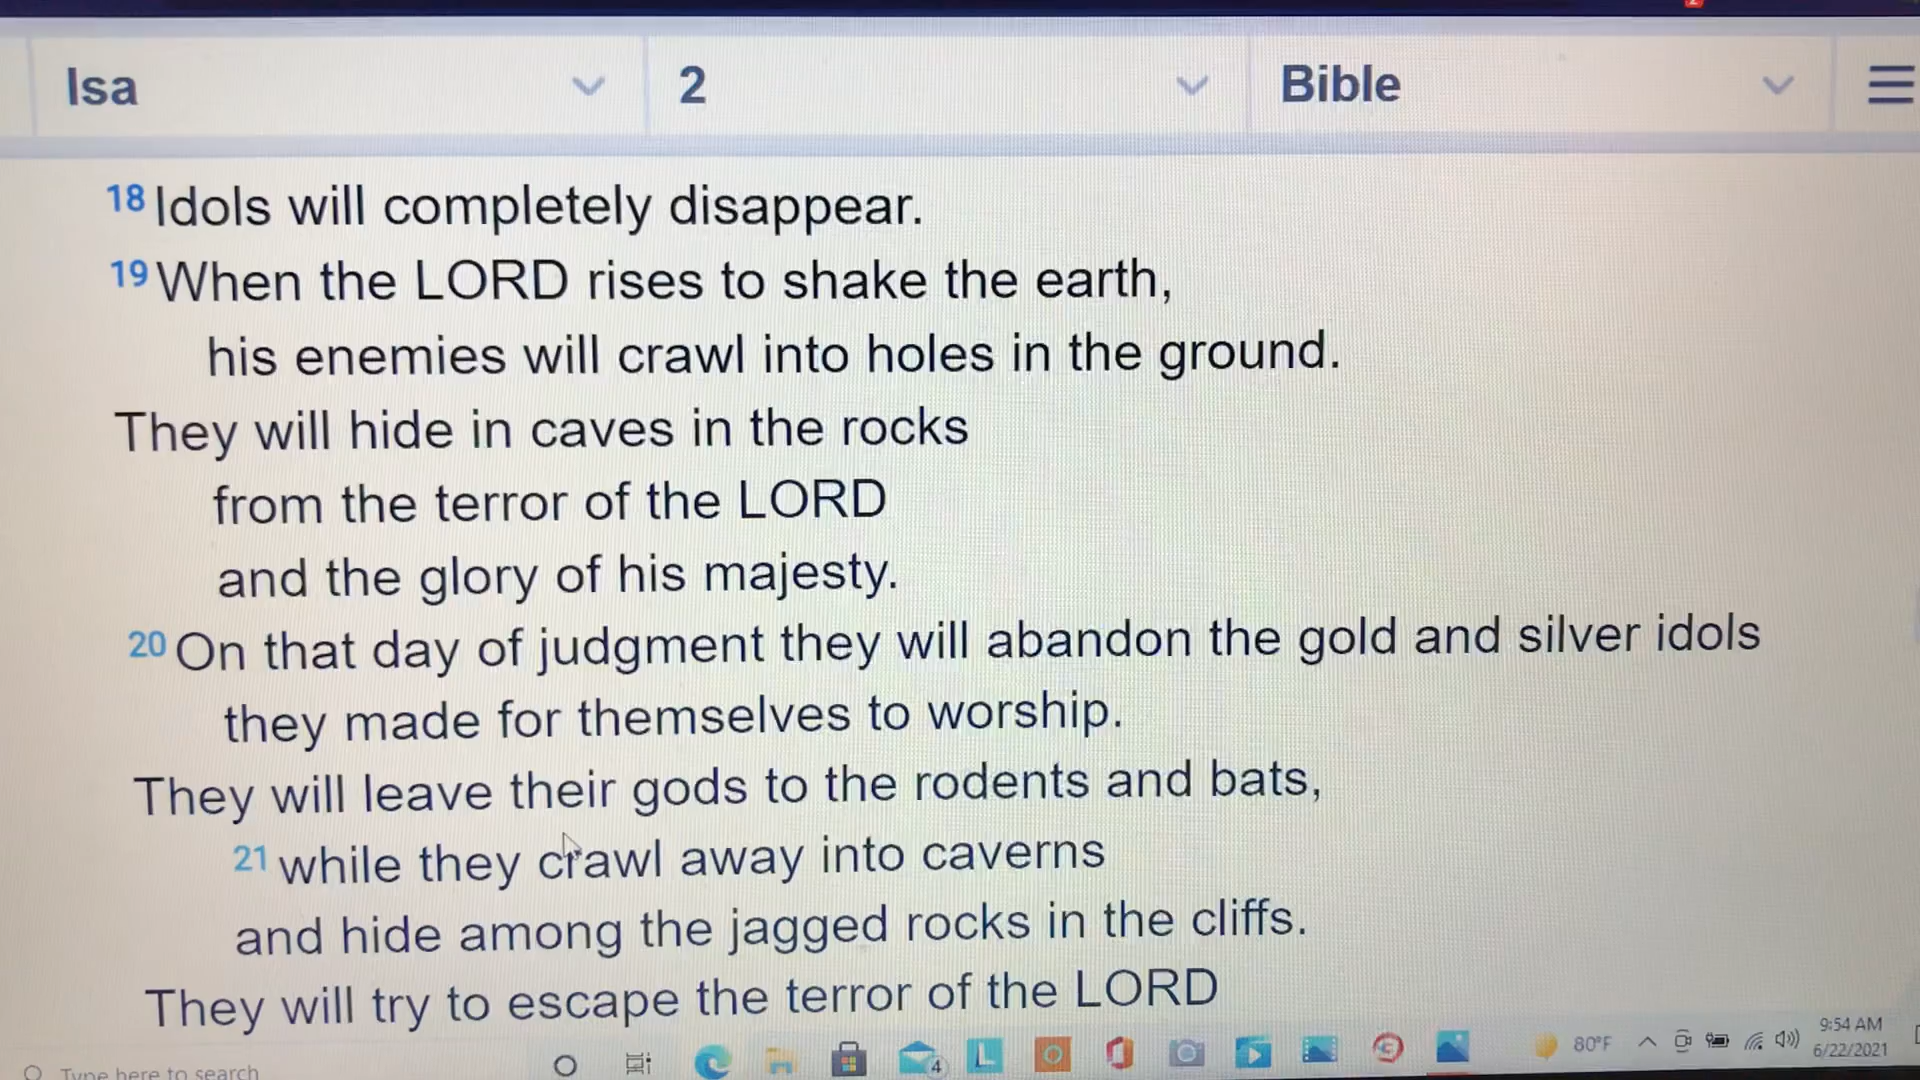 2
Isa
2
Bible
18 Idols will completely disappear.
19 When the LORD rises to shake the earth,
his enemies will crawl into holes in the ground.
They will hide in caves in the rocks
from the terror of the LORD
and the glory of his majesty.
20 On that day of judgment they will abandon the gold and silver idols
they made for themselves to worship.
They will leave their gods to the rodents and bats,
21 while they crawl away into caverns
and hide among the jagged rocks in the cliffs.
They will try to escape the terror of the LORD
Type here to search
4
L
C
80°F
9:54 AM
6/22/2021